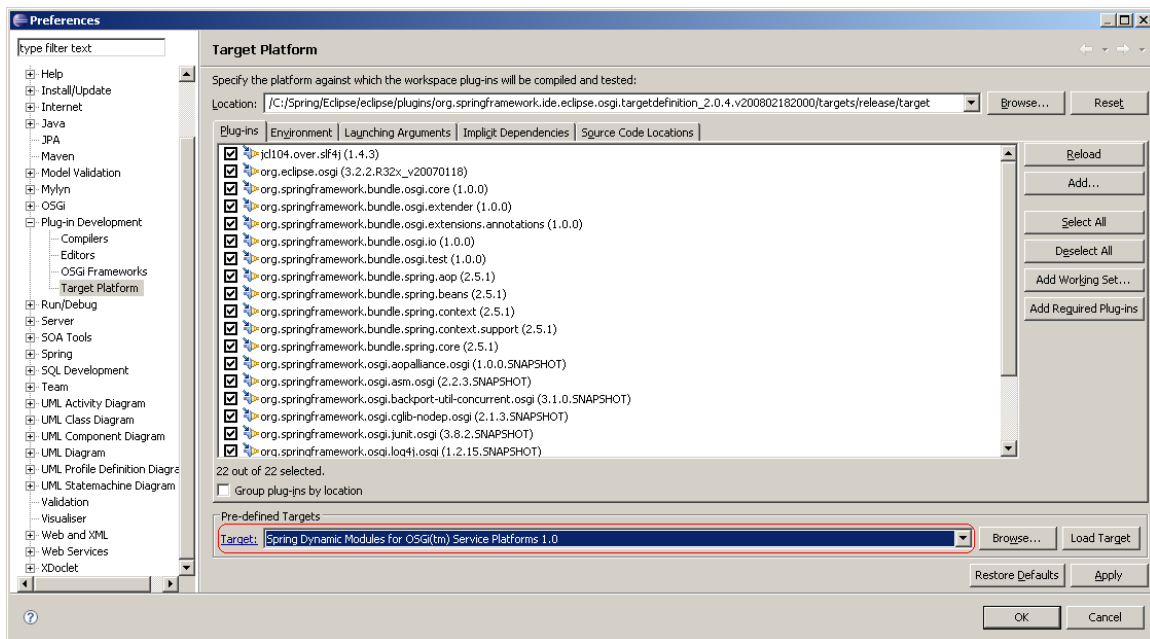 Preferences
type filter text
Help
Install/Update
Internet
Java
JPA
Maven
Model Validation
Mylyn
OSGi
Plug-in Development
Compilers
Editors
OSGi Frameworks
Target Platform
Run/Debug
Server
SOA Tools
Spring
SQL Development
Team
UML Activity Diagram
UML Class Diagram
UML Component Diagram
UML Diagram
UML Profile Definition Diagra
UML Statemachine Diagram
Validation
Visualiser
Web and XML
Web Services
XDoclet
Target Platform
Specify the platform against which the workspace plug-ins will be compiled and tested:
Location: /C:/Spring/Eclipse/eclipse/plugins/org.springframework.ide.eclipse.osgi.targetdefinition_2.0.4.v200802182000/targets/release/target Browse... Reset
Plug-ins Environment Launching Arguments Implicit Dependencies Source Code Locations
jcl104.over.slf4j (1.4.3)
org.eclipse.osgi (3.2.2.R32x_v20070118)
org.springframework.bundle.osgi.core (1.0.0)
org.springframework.bundle.osgi.extender (1.0.0)
org.springframework.bundle.osgi.extensions.annotations (1.0.0)
org.springframework.bundle.osgi.io (1.0.0)
org.springframework.bundle.osgi.test (1.0.0)
org.springframework.bundle.spring.aop (2.5.1)
org.springframework.bundle.spring.beans (2.5.1)
org.springframework.bundle.spring.context (2.5.1)
org.springframework.bundle.spring.context.support (2.5.1)
org.springframework.bundle.spring.core (2.5.1)
org.springframework.osgi.aopalliance.osgi (1.0.0.SNAPSHOT)
org.springframework.osgi.asm.osgi (2.2.3.SNAPSHOT)
org.springframework.osgi.backport-util-concurrent.osgi (3.1.0.SNAPSHOT)
org.springframework.osgi.cglib-nodep.osgi (2.1.3.SNAPSHOT)
org.springframework.osgi.junit.osgi (3.8.2.SNAPSHOT)
org.springframework.osgi.log4j.osgi (1.2.15.SNAPSHOT)
Reload
Add...
Select All
Deselect All
Add Working Set...
Add Required Plug-ins
22 out of 22 selected.
Group plug-ins by location
Pre-defined Targets
Target: Spring Dynamic Modules for OSGi(tm) Service Platforms 1.0 Browse... Load Target
Restore Defaults Apply
? OK Cancel